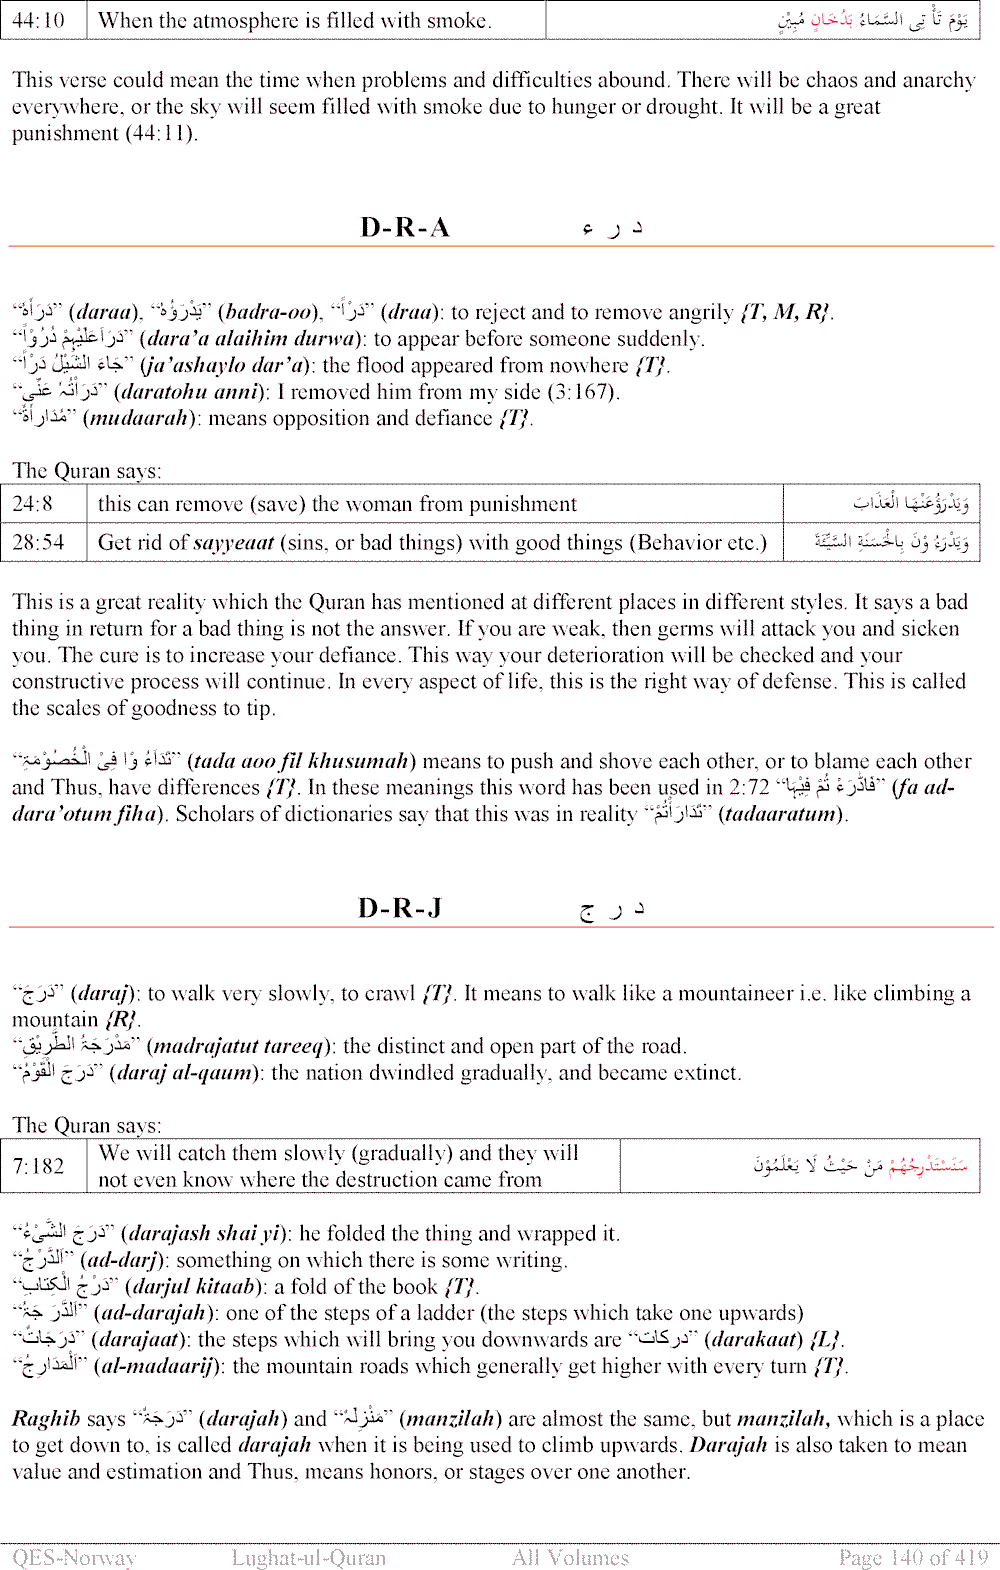 44:10 When the atmosphere is filled with smoke. يَوْمَ تَأْ تِى السَّمَاءُ بِدُخَانٍ مُبِيْنٍ
This verse could mean the time when problems and difficulties abound. There will be chaos and anarchy
everywhere, or the sky will seem filled with smoke due to hunger or drought. It will be a great
punishment (44:11).
D-R-A د ر ء
“دَرَأَهُ” (daraa), “يَدْرَؤُهُ” (badra-oo), “دَرْأً” (draa): to reject and to remove angrily {T, M, R}.
“دَرَأَعَلَيْهِمْ دُرُوْأً” (dara’a alaihim durwa): to appear before someone suddenly.
“جَاءَ السَّيْلُ دَرْأً” (ja’ashaylo dar’a): the flood appeared from nowhere {T}.
“دَرَأْتُہُ عَنِّی” (daratohu anni): I removed him from my side (3:167).
“مُدَارأَةٌ” (mudaarah): means opposition and defiance {T}.
The Quran says:
24:8 this can remove (save) the woman from punishment وَيَدْرَؤُعَنْهَا الْعَذَابَ
28:54 Get rid of sayyeaat (sins, or bad things) with good things (Behavior etc.) وَيَدْرَءُ وْنَ بِالْحَسَنَةِ السَّيِّئَةَ
This is a great reality which the Quran has mentioned at different places in different styles. It says a bad
thing in return for a bad thing is not the answer. If you are weak, then germs will attack you and sicken
you. The cure is to increase your defiance. This way your deterioration will be checked and your
constructive process will continue. In every aspect of life, this is the right way of defense. This is called
the scales of goodness to tip.
“تَدَآءُ وْا فِیْ الْخُصُوْمَۃِ” (tada aoo fil khusumah) means to push and shove each other, or to blame each other
and Thus, have differences {T}. In these meanings this word has been used in 2:72 “فَادّٰرَءْ تُمْ فِيْہَا” (fa ad-
dara’otum fiha). Scholars of dictionaries say that this was in reality “تَدَارَأْتُمْ” (tadaaratum).
D-R-J د ر ج
“دَرَجَ” (daraj): to walk very slowly, to crawl {T}. It means to walk like a mountaineer i.e. like climbing a
mountain {R}.
“مَدْرَجَۃُ الطَّرِيْقِ” (madrajatut tareeq): the distinct and open part of the road.
“دَرَجَ الْقَوْمُ” (daraj al-qaum): the nation dwindled gradually, and became extinct.
The Quran says:
7:182 We will catch them slowly (gradually) and they will سَنَسْتَدْرِجُهُمْ مَنْ حَيْثُ لَا يَعْلَمُوْنَ
not even know where the destruction came from
“دَرَجَ الشَّیْءُ” (darajash shai yi): he folded the thing and wrapped it.
“اَلدَّرْجُ” (ad-darj): something on which there is some writing.
“دَرْجُ الْكِتَابِ” (darjul kitaab): a fold of the book {T}.
“اَلدَّرَ جَۃُ” (ad-darajah): one of the steps of a ladder (the steps which take one upwards)
“دَرَجَاتٌ” (darajaat): the steps which will bring you downwards are “درکات” (darakaat) {L}.
“اَلْمَدَارِجُ” (al-madaarij): the mountain roads which generally get higher with every turn {T}.
Raghib says “دَرَجَۃٌ” (darajah) and “مَنْزِلَۃٌ” (manzilah) are almost the same, but manzilah, which is a place
to get down to, is called darajah when it is being used to climb upwards. Darajah is also taken to mean
value and estimation and Thus, means honors, or stages over one another.
QES-Norway Lughat-ul-Quran All Volumes Page 140 of 419